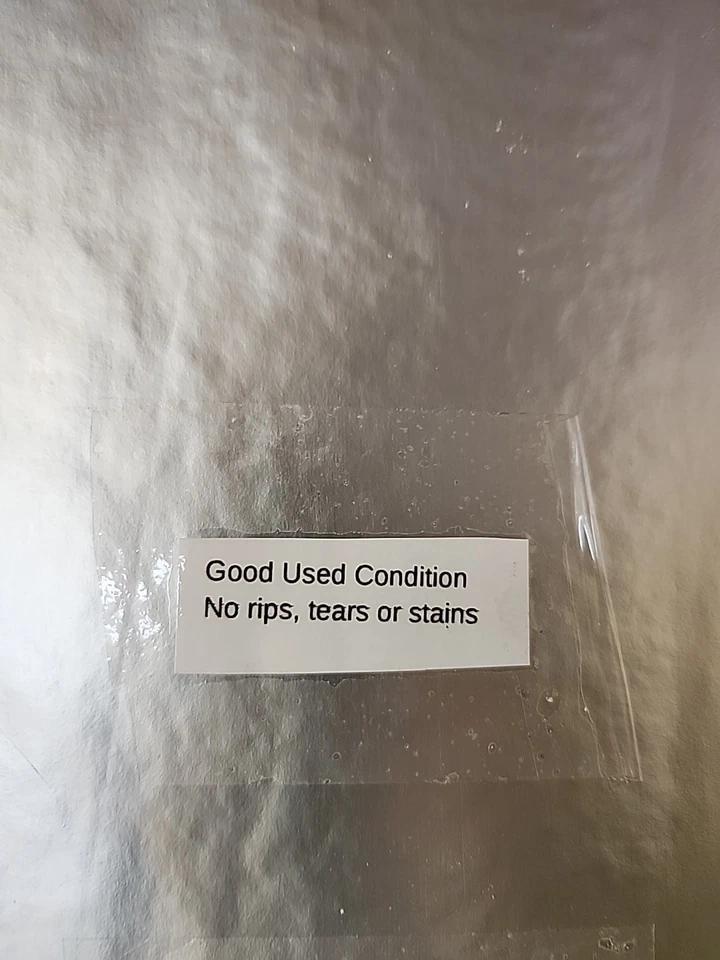 Good Used Condition
No rips, tears or stains